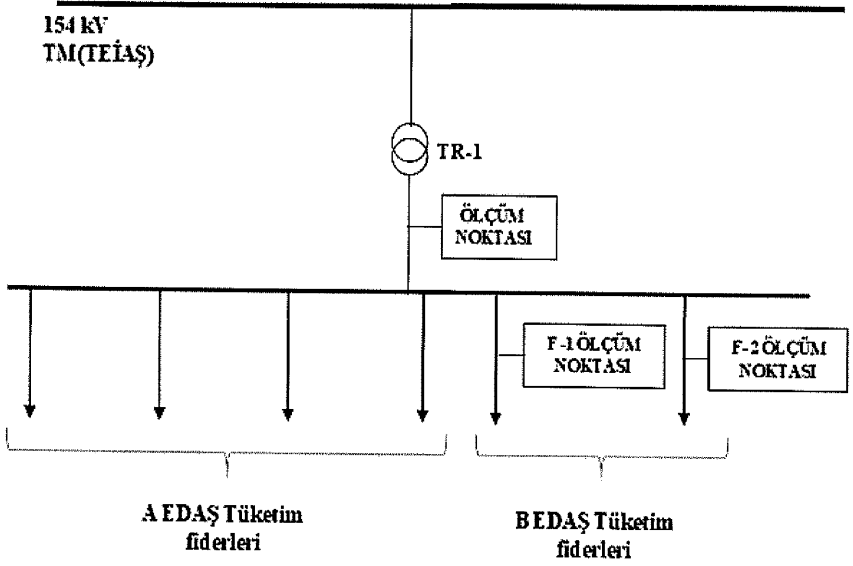 154 kV
TM(TEİAŞ)
TR-1
ÖLÇÜM
NOKTASI
F-1 ÖLÇÜM
NOKTASI
F-2 ÖLÇÜM
NOKTASI
A EDAŞ Tüketim
fiderleri
B EDAŞ Tüketim
fiderleri